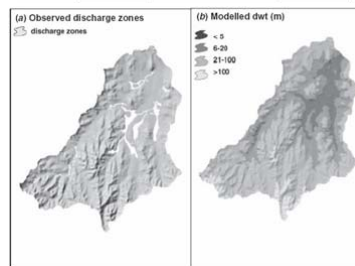 (a) Observed discharge zones
discharge zones
(b) Modelled dwt (m)
< 5
6-20
21-100
>100